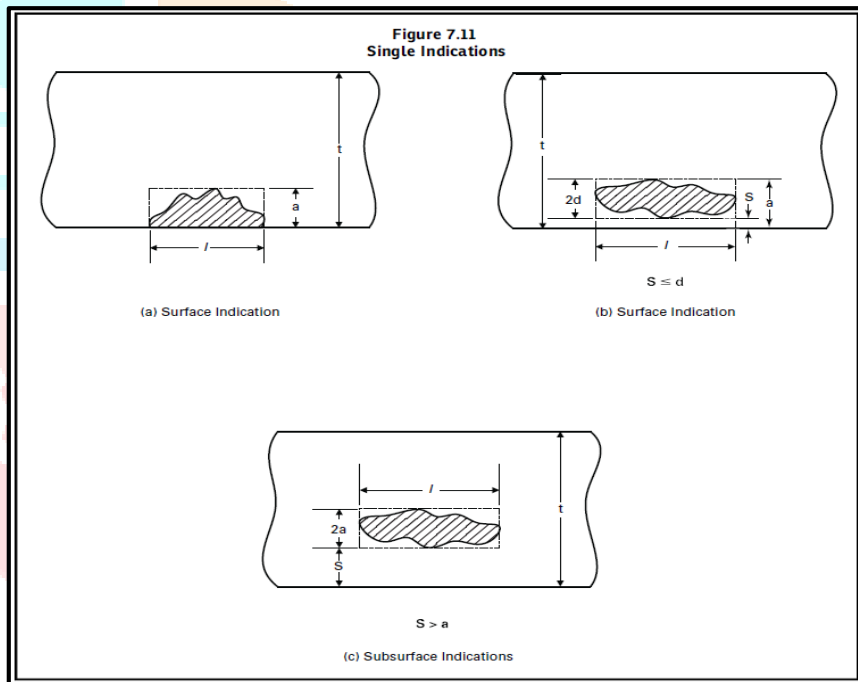 Figure 7.11
Single Indications
t
a
l
(a) Surface Indication
t
2d
S
a
l
S ≤ d
(b) Surface Indication
l
2a
S
t
S > a
(c) Subsurface Indications